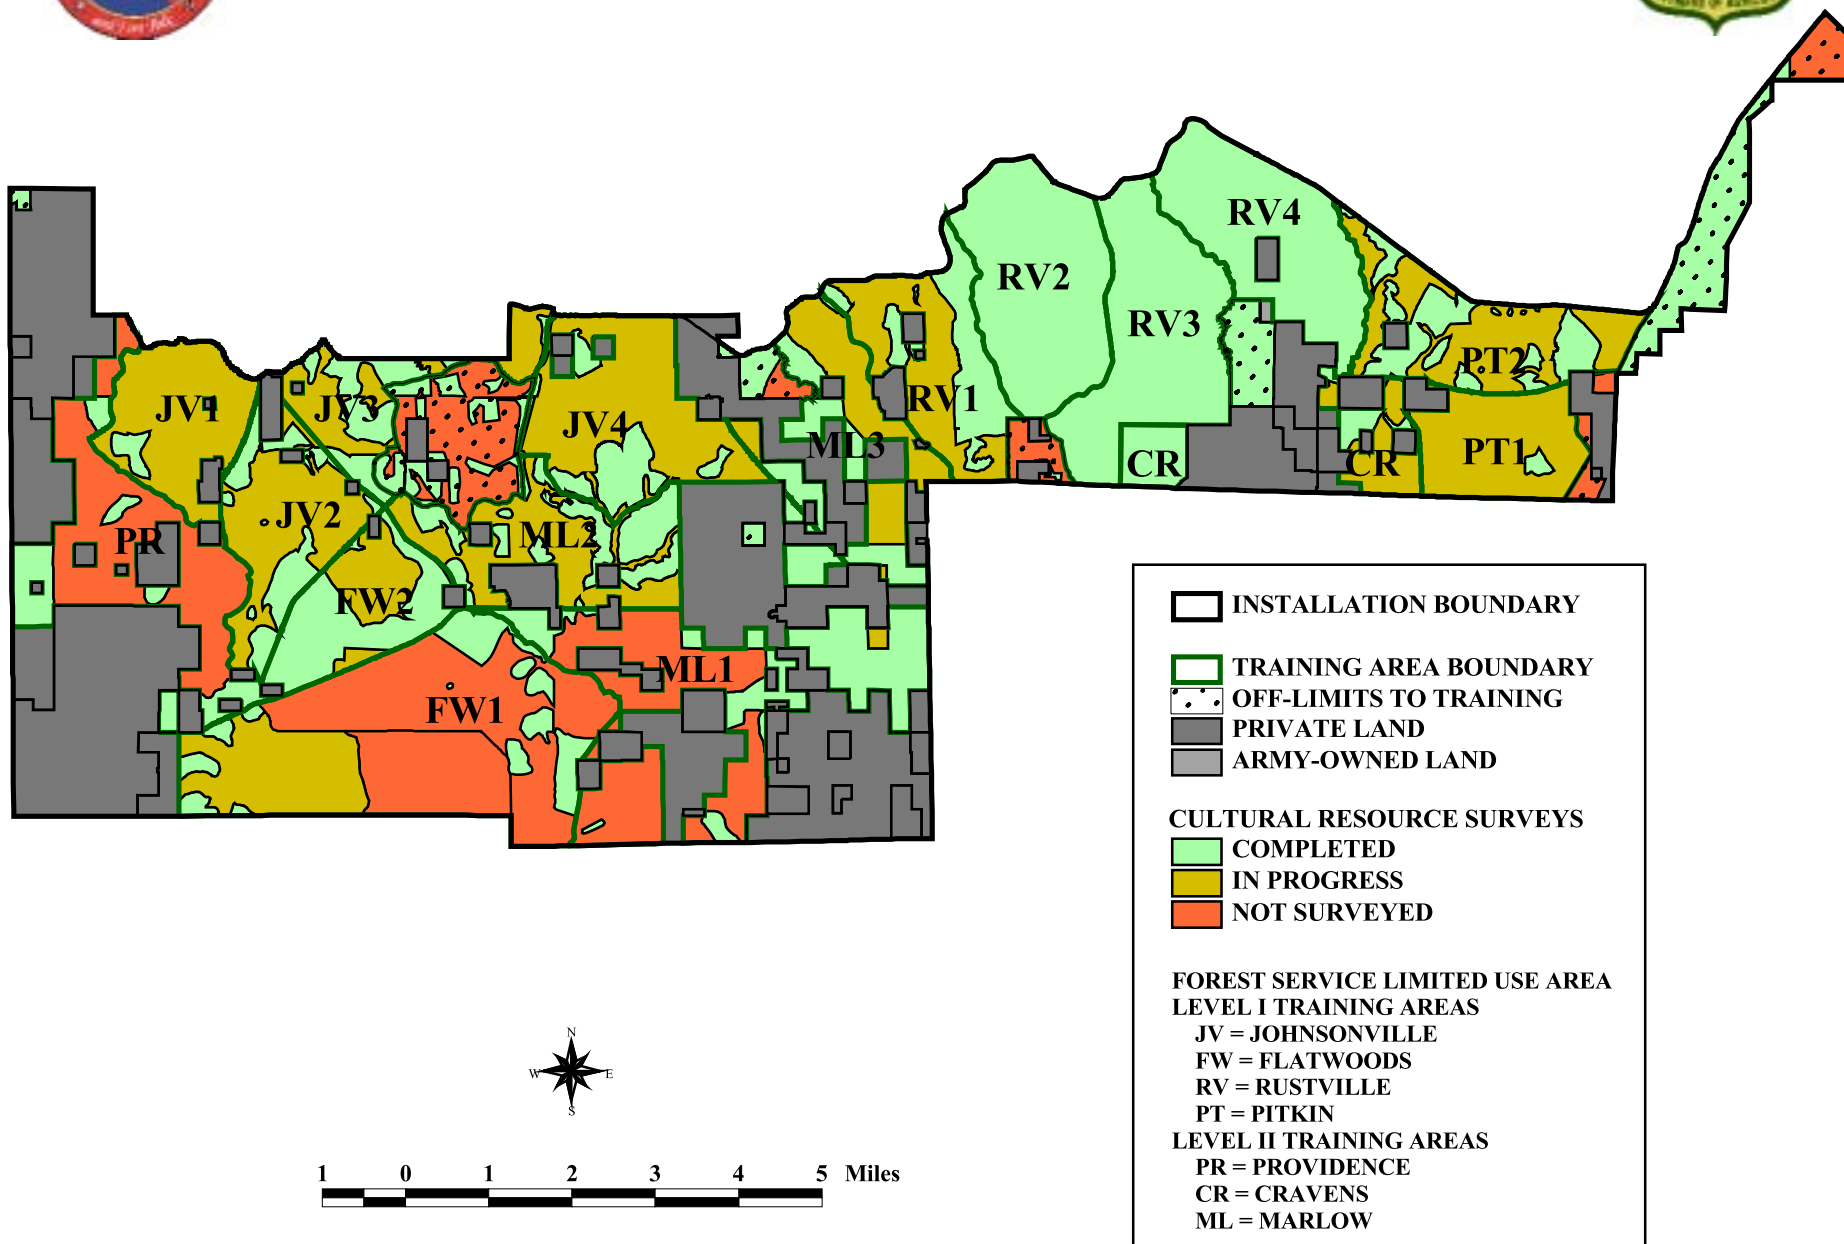 RV4
RV2
RV3
PT2
JV1
JV3
RV1
JV4
ML3
PT1
CR
CR
JV2
ML2
PR
FW2
ML1
FW1
INSTALLATION BOUNDARY
TRAINING AREA BOUNDARY
OFF-LIMITS TO TRAINING
PRIVATE LAND
ARMY-OWNED LAND
CULTURAL RESOURCE SURVEYS
COMPLETED
IN PROGRESS
NOT SURVEYED
FOREST SERVICE LIMITED USE AREA
LEVEL I TRAINING AREAS
JV = JOHNSONVILLE
FW = FLATWOODS
RV = RUSTVILLE
PT = PITKIN
LEVEL II TRAINING AREAS
PR = PROVIDENCE
CR = CRAVENS
ML = MARLOW
N
W E
S
1 0 1 2 3 4 5 Miles